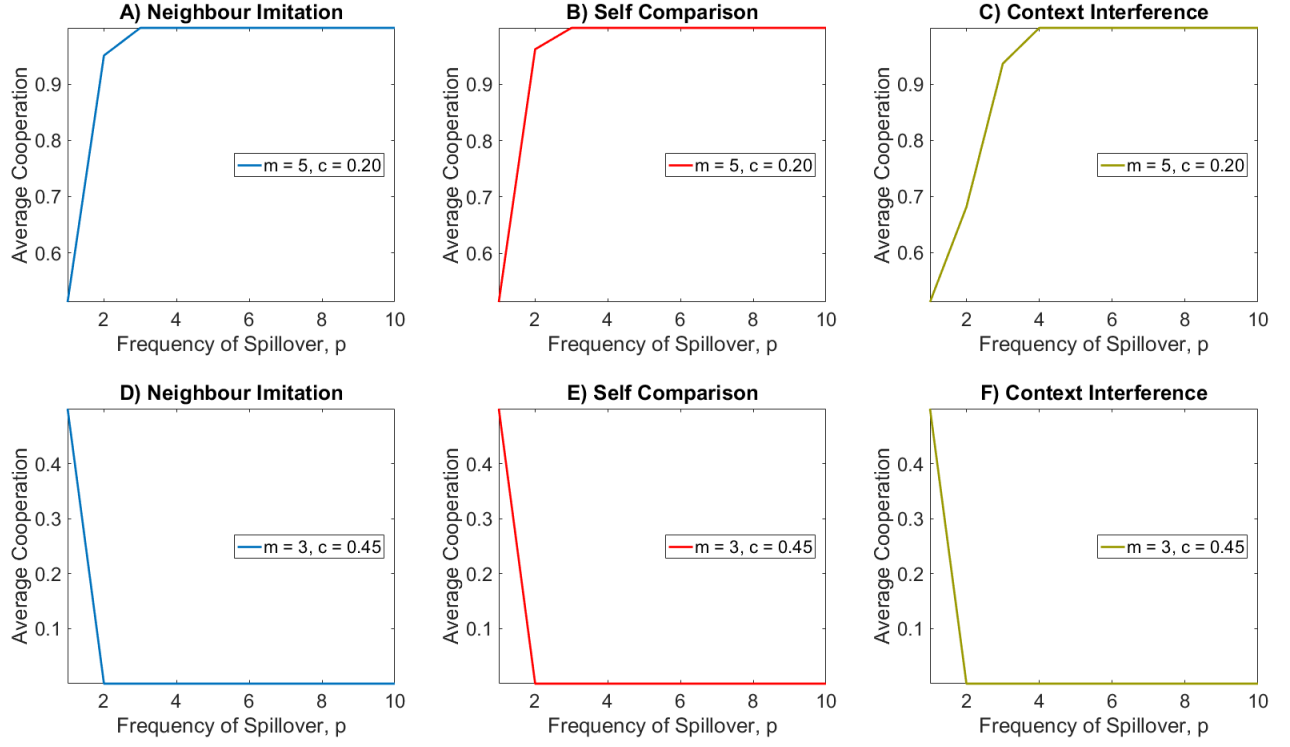 A) Neighbour Imitation
Average Cooperation
0.9
0.8
0.7
0.6
m = 5, c = 0.20
2 4 6 8 10
Frequency of Spillover, p
B) Self Comparison
Average Cooperation
0.9
0.8
0.7
0.6
m = 5, c = 0.20
2 4 6 8 10
Frequency of Spillover, p
C) Context Interference
Average Cooperation
0.9
0.8
0.7
0.6
m = 5, c = 0.20
2 4 6 8 10
Frequency of Spillover, p
D) Neighbour Imitation
Average Cooperation
0.4
0.3
0.2
0.1
m = 3, c = 0.45
2 4 6 8 10
Frequency of Spillover, p
E) Self Comparison
Average Cooperation
0.4
0.3
0.2
0.1
m = 3, c = 0.45
2 4 6 8 10
Frequency of Spillover, p
F) Context Interference
Average Cooperation
0.4
0.3
0.2
0.1
m = 3, c = 0.45
2 4 6 8 10
Frequency of Spillover, p